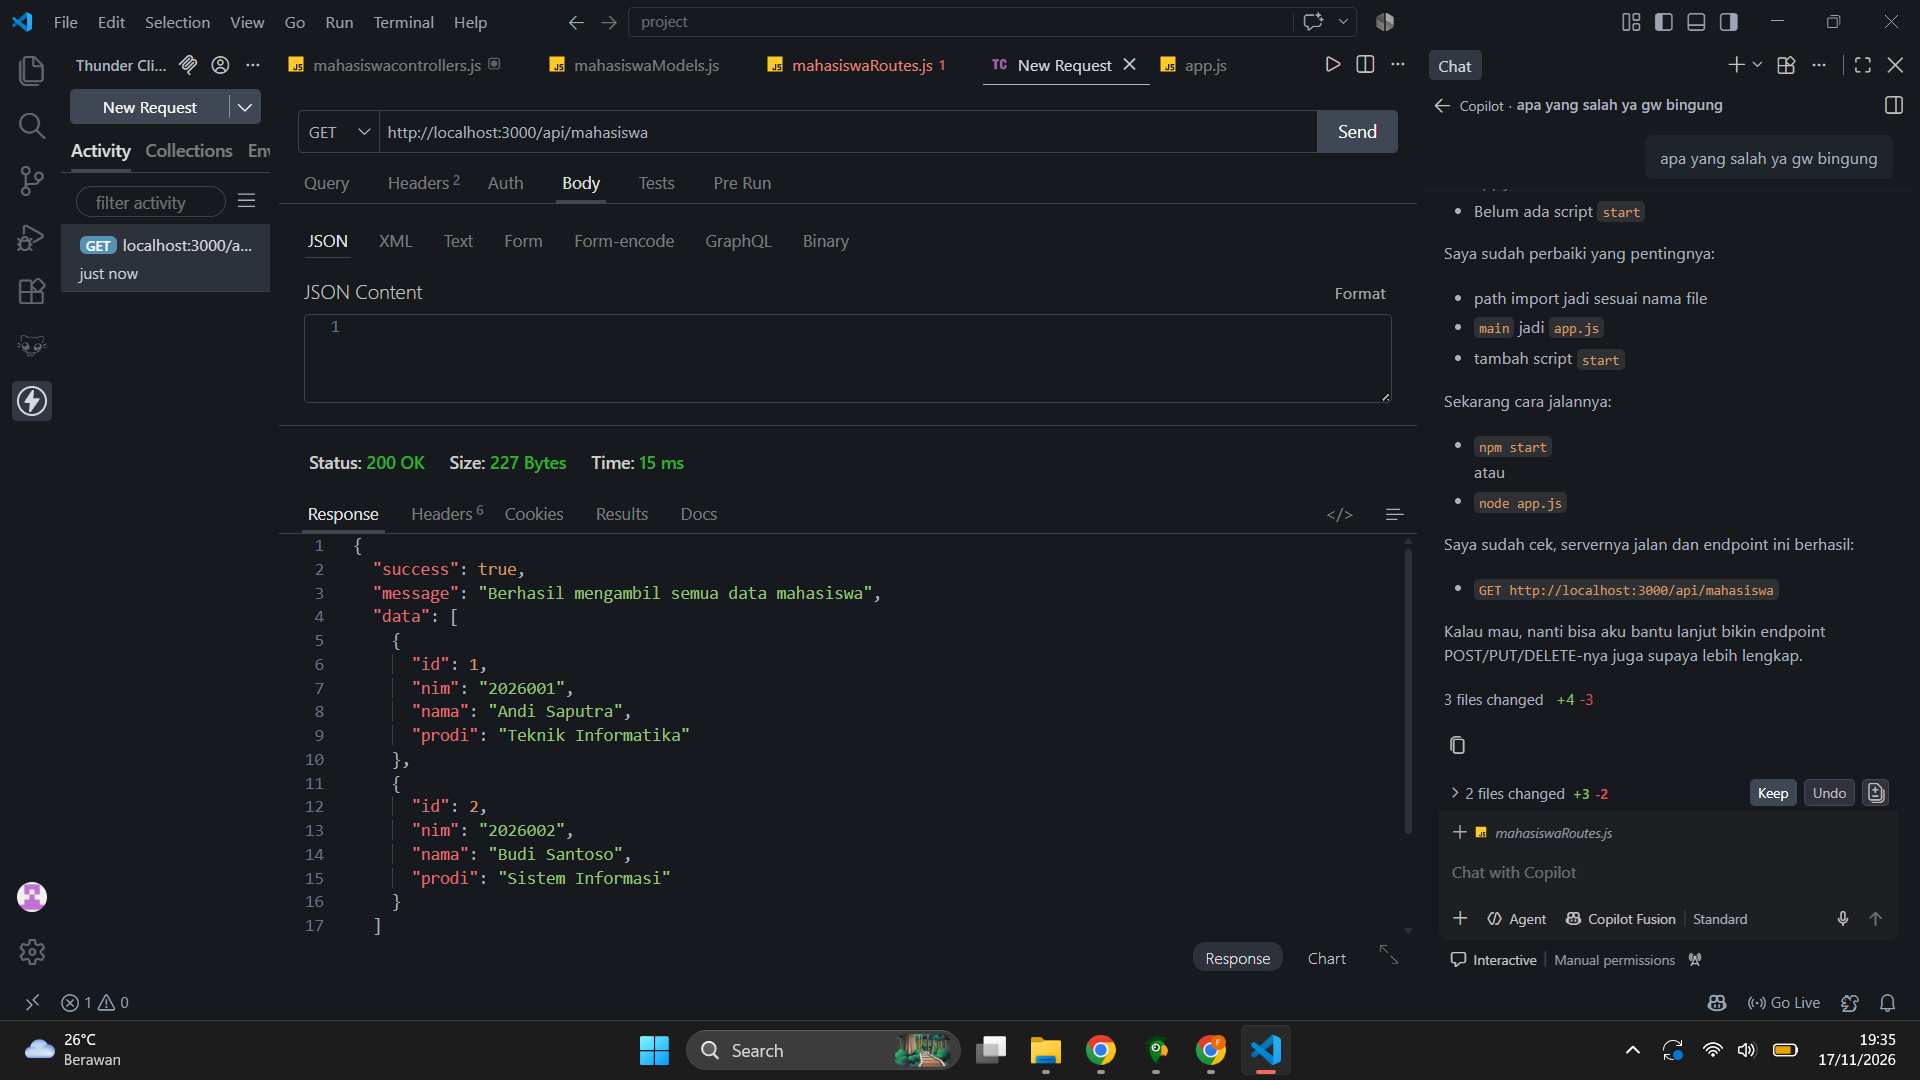 File Edit Selection View Go Run Terminal Help
project
Thunder Cli...
mahasiswacontrollers.js
mahasiswaModels.js
mahasiswaRoutes.js 1
TC New Request
app.js
Chat
New Request
Activity Collections Env
filter activity
GET localhost:3000/a...
just now
GET
http://localhost:3000/api/mahasiswa
Send
Query Headers 2 Auth Body Tests Pre Run
JSON XML Text Form Form-encode GraphQL Binary
JSON Content
Format
1
Status: 200 OK Size: 227 Bytes Time: 15 ms
Response Headers 6 Cookies Results Docs
</>
1 {
2 "success": true,
3 "message": "Berhasil mengambil semua data mahasiswa",
4 "data": [
5 {
6 "id": 1,
7 "nim": "2026001",
8 "nama": "Andi Saputra",
9 "prodi": "Teknik Informatika"
10 },
11 {
12 "id": 2,
13 "nim": "2026002",
14 "nama": "Budi Santoso",
15 "prodi": "Sistem Informasi"
16 }
17 ]
Response Chart
Copilot · apa yang salah ya gw bingung
apa yang salah ya gw bingung
Belum ada script start
Saya sudah perbaiki yang pentingnya:
path import jadi sesuai nama file
main jadi app.js
tambah script start
Sekarang cara jalannya:
npm start
atau
node app.js
Saya sudah cek, servernya jalan dan endpoint ini berhasil:
GET http://localhost:3000/api/mahasiswa
Kalau mau, nanti bisa aku bantu lanjut bikin endpoint
POST/PUT/DELETE-nya juga supaya lebih lengkap.
3 files changed +4 -3
2 files changed +3 -2
Keep Undo
mahasiswaRoutes.js
Chat with Copilot
Agent Copilot Fusion Standard
Interactive Manual permissions
1 0
Go Live
26°C
Berawan
Search
19:35
17/11/2026